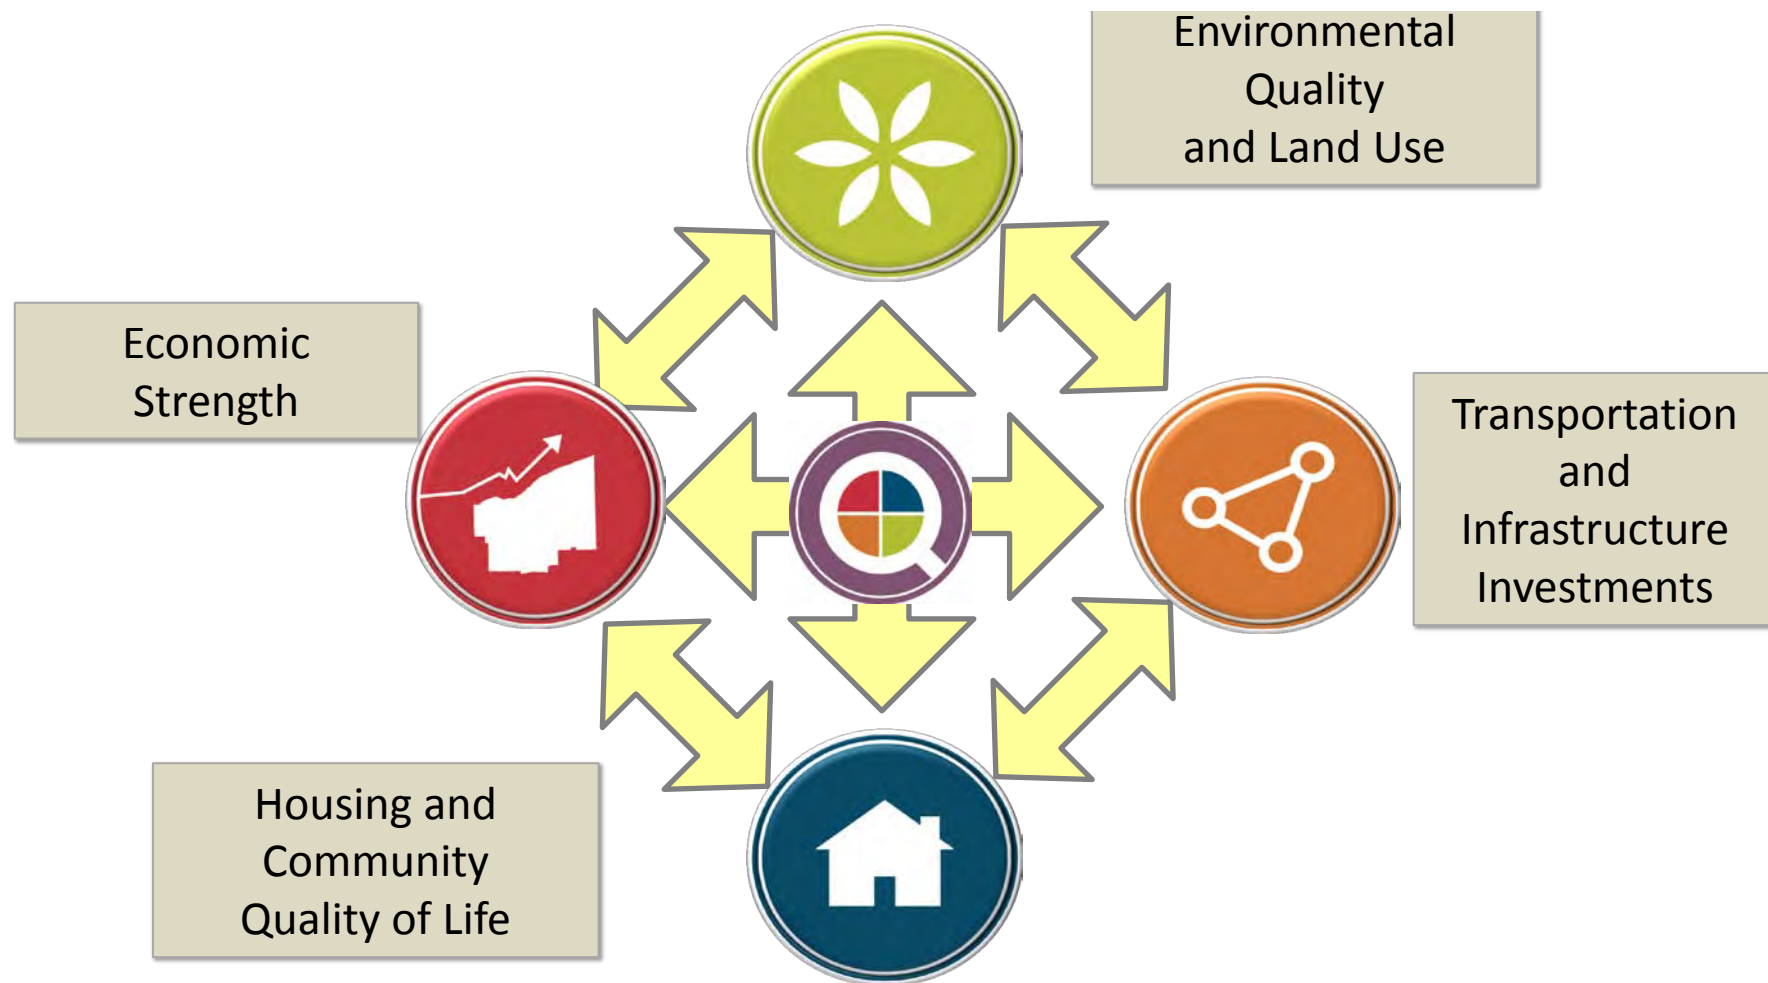 Environmental
Quality
and Land Use
Economic
Strength
Transportation
and
Infrastructure
Investments
Housing and
Community
Quality of Life